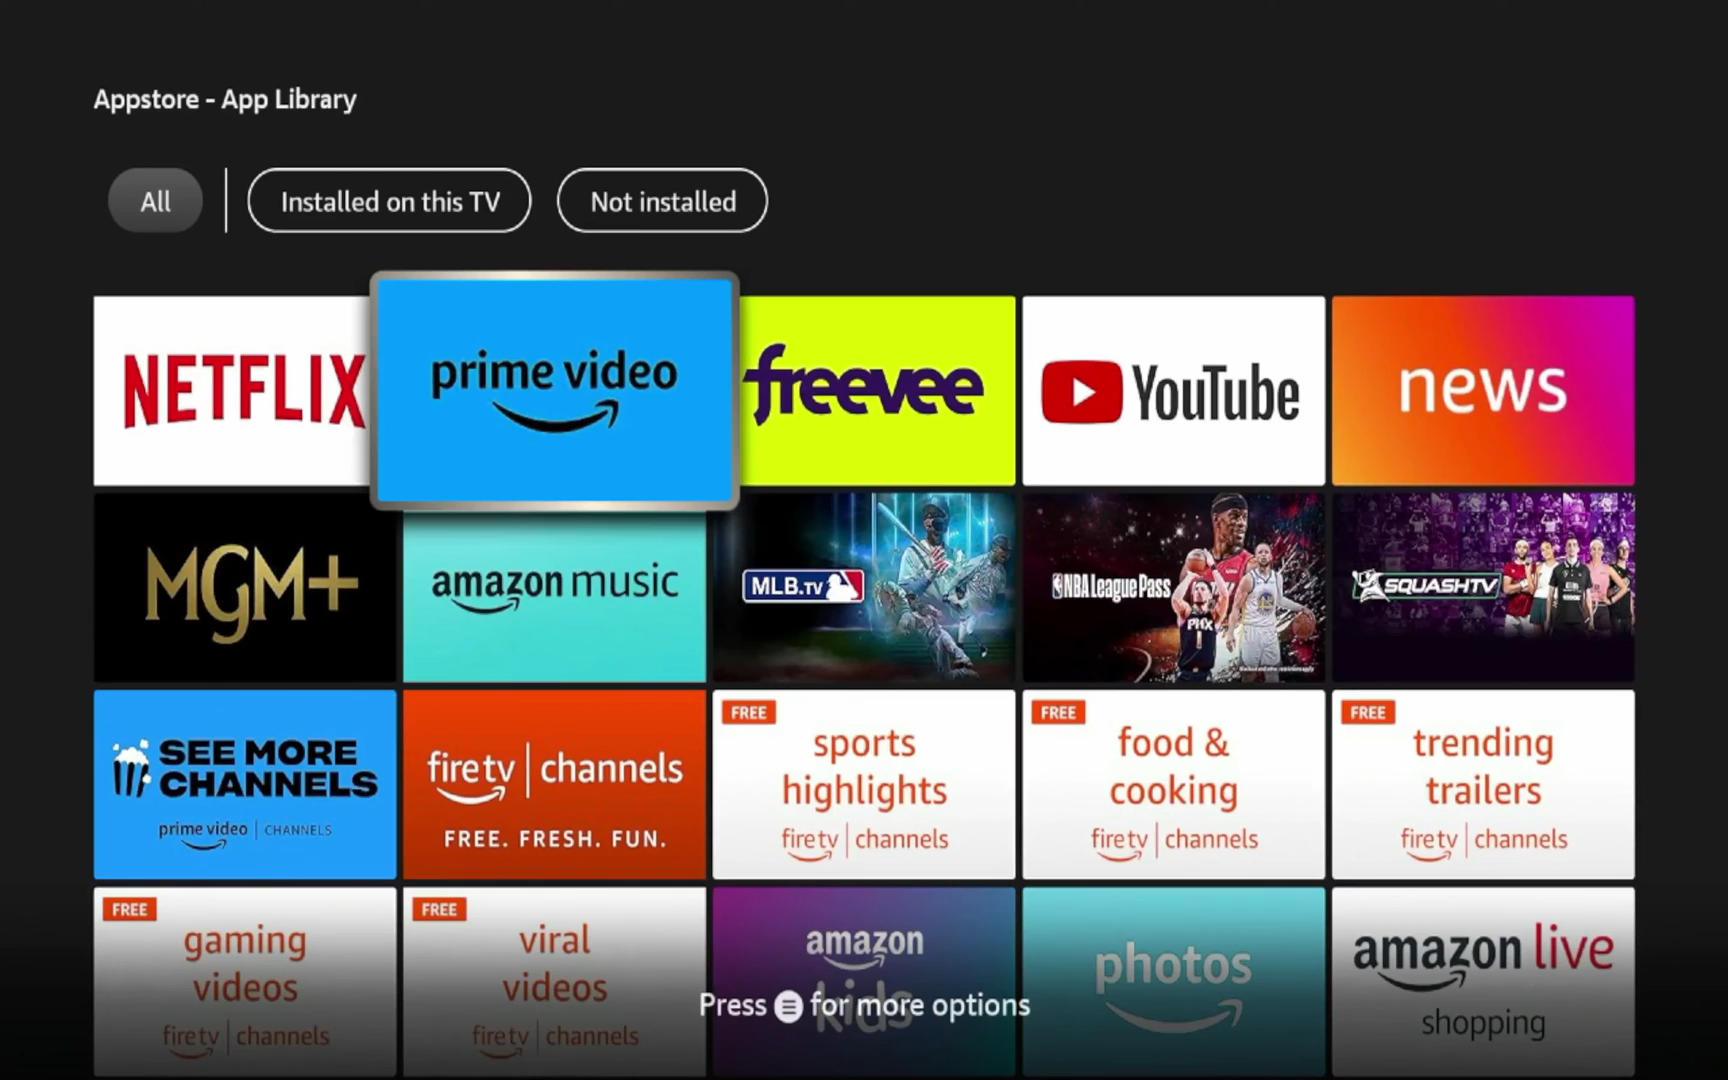 Appstore - App Library
All
Installed on this TV
Not installed
NETFLIX
prime video
freevee
YouTube
news
MGM+
amazon music
MLB.TV
NBA League Pass
PHX
1
SQUASHTV
SEE MORE
CHANNELS
prime video | CHANNELS
fire tv | channels
FREE. FRESH. FUN.
FREE
sports
highlights
fire tv | channels
FREE
food &
cooking
fire tv | channels
FREE
trending
trailers
fire tv | channels
FREE
gaming
videos
fire tv | channels
FREE
viral
videos
fire tv | channels
amazon
kids
photos
amazon live
shopping
Press for more options